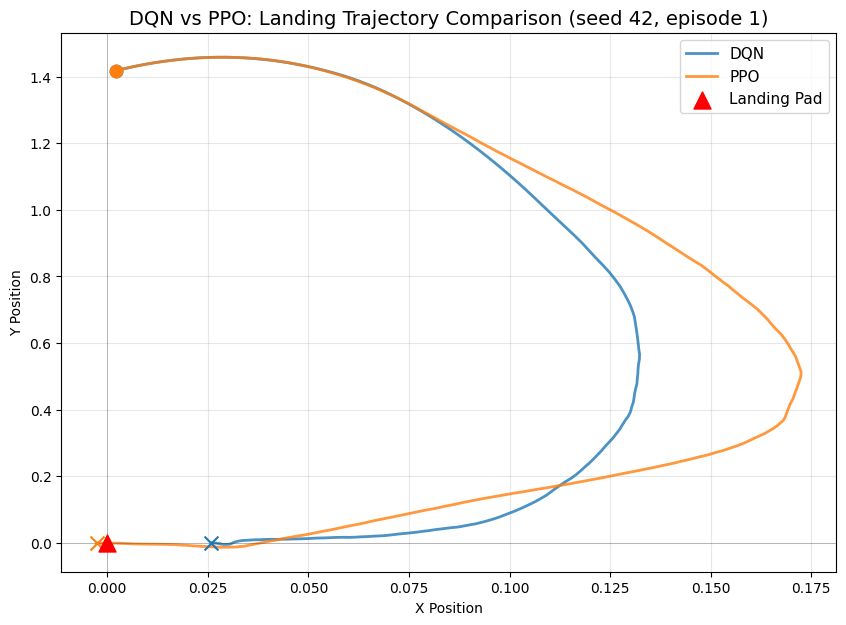 DQN vs PPO: Landing Trajectory Comparison (seed 42, episode 1)
DQN
PPO
Landing Pad
Y Position
1.4
1.2
1.0
0.8
0.6
0.4
0.2
0.0
0.000 0.025 0.050 0.075 0.100 0.125 0.150 0.175
X Position